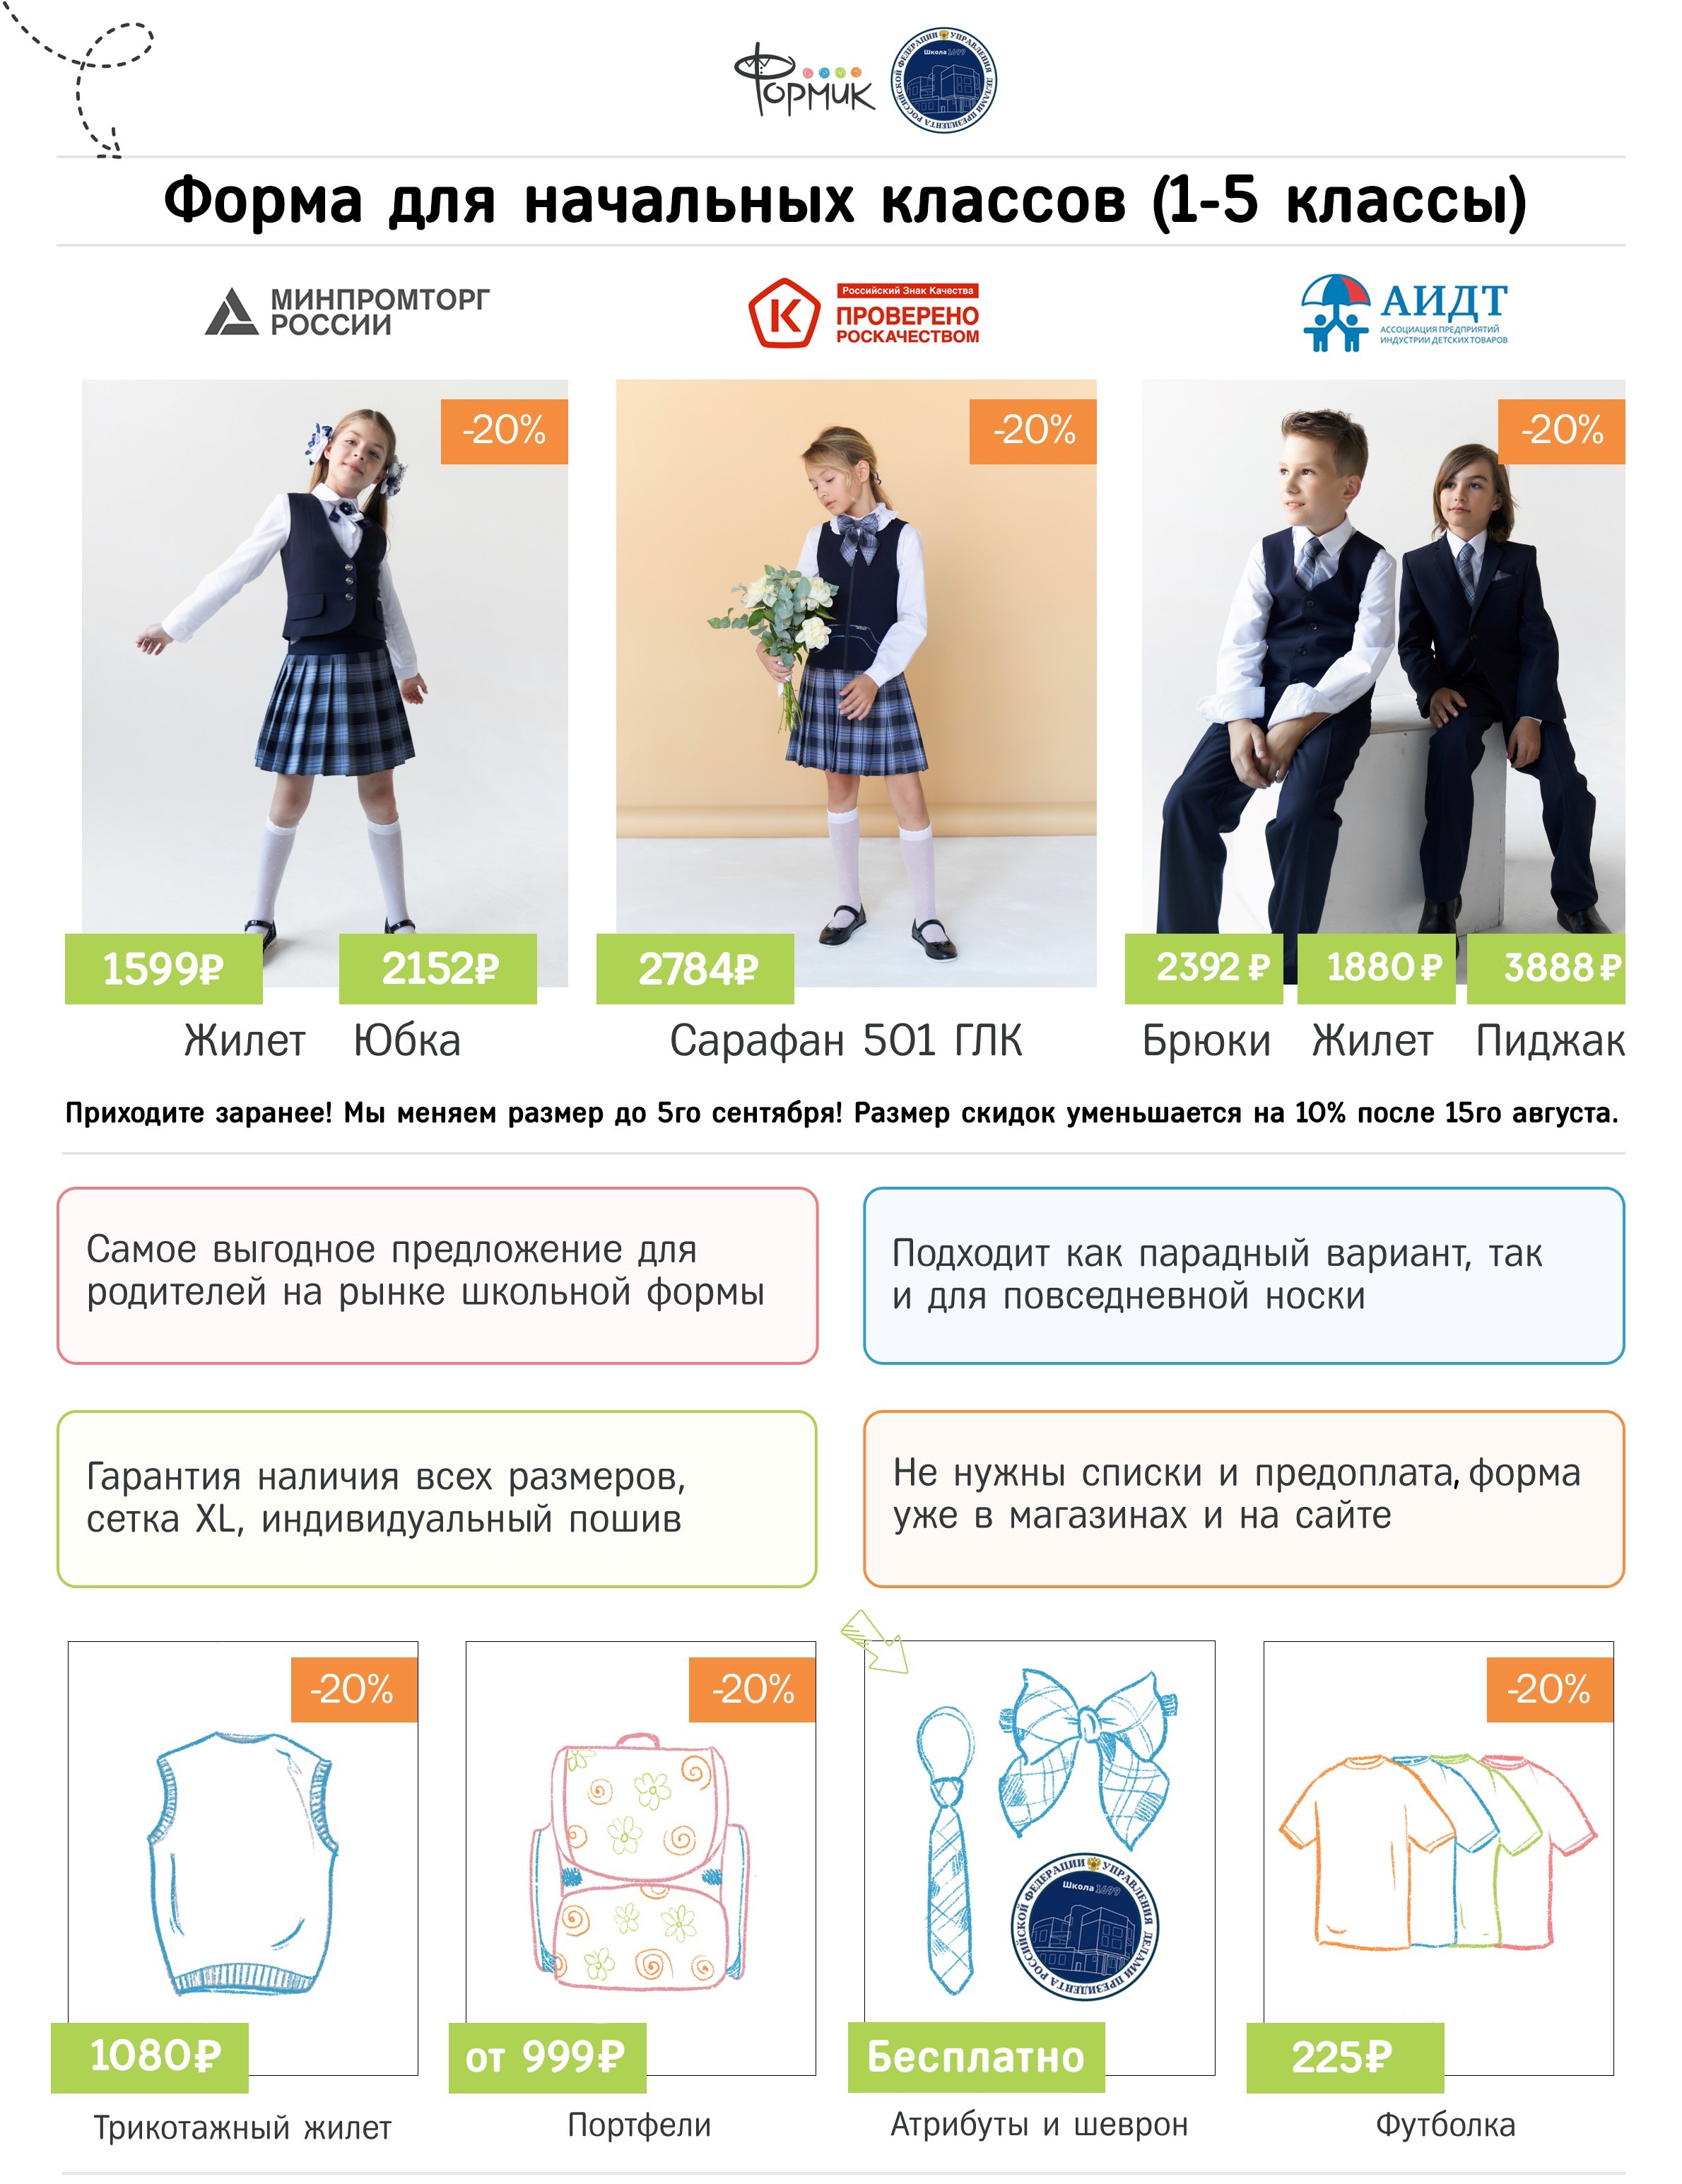 Формик
Школа 1699
УПРАВЛЕНИЯ ДЕЛАМИ ПРЕЗИДЕНТА РОССИЙСКОЙ ФЕДЕРАЦИИ
Форма для начальных классов (1-5 классы)
МИНПРОМТОРГ
РОССИИ
Российский Знак Качества
К
ПРОВЕРЕНО
РОСКАЧЕСТВОМ
АИДТ
АССОЦИАЦИЯ ПРЕДПРИЯТИЙ
ИНДУСТРИИ ДЕТСКИХ ТОВАРОВ
-20%
-20%
-20%
1599₽
2152₽
2784₽
2392 ₽
1880 ₽
3888 ₽
Жилет
Юбка
Сарафан 501 ГЛК
Брюки
Жилет
Пиджак
Приходите заранее! Мы меняем размер до 5го сентября! Размер скидок уменьшается на 10% после 15го августа.
Самое выгодное предложение для
родителей на рынке школьной формы
Подходит как парадный вариант, так
и для повседневной носки
Гарантия наличия всех размеров,
сетка XL, индивидуальный пошив
Не нужны списки и предоплата, форма
уже в магазинах и на сайте
-20%
-20%
-20%
Школа 1699
УПРАВЛЕНИЯ ДЕЛАМИ ПРЕЗИДЕНТА РОССИЙСКОЙ ФЕДЕРАЦИИ
1080₽
от 999₽
Бесплатно
225₽
Трикотажный жилет
Портфели
Атрибуты и шеврон
Футболка